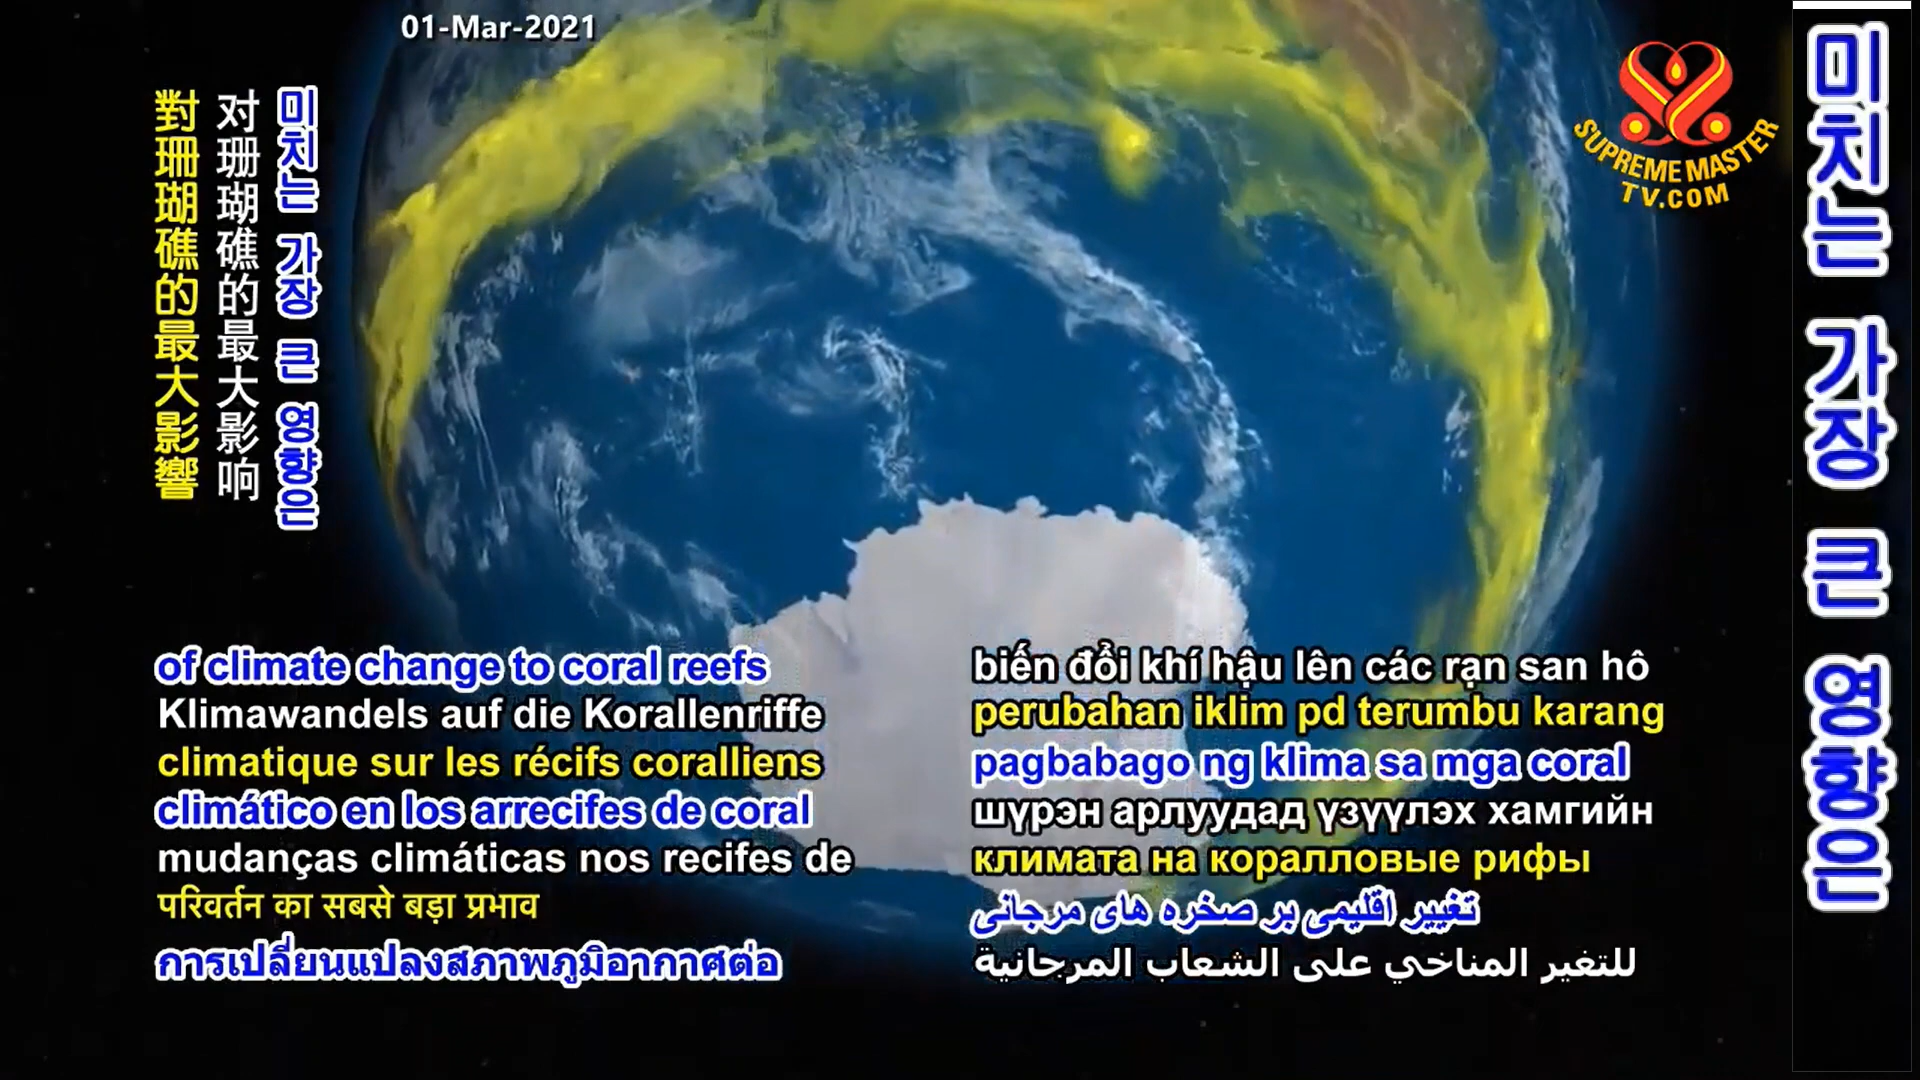 01-Mar-2021
SUPREME MASTER
TV.COM
對珊瑚礁的最大影響
对珊瑚礁的最大影响
미치는 가장 큰 영향은
미치는 가장 큰 영향은
of climate change to coral reefs
Klimawandels auf die Korallenriffe
climatique sur les récifs coralliens
climático en los arrecifes de coral
mudanças climáticas nos recifes de
परिवर्तन का सबसे बड़ा प्रभाव
การเปลี่ยนแปลงสภาพภูมิอากาศต่อ
biến đổi khí hậu lên các rạn san hô
perubahan iklim pd terumbu karang
pagbabago ng klima sa mga coral
шүрэн арлуудад үзүүлэх хамгийн
климата на коралловые рифы
تغییر اقلیمی بر صخره های مرجانی
للتغير المناخي على الشعاب المرجانية